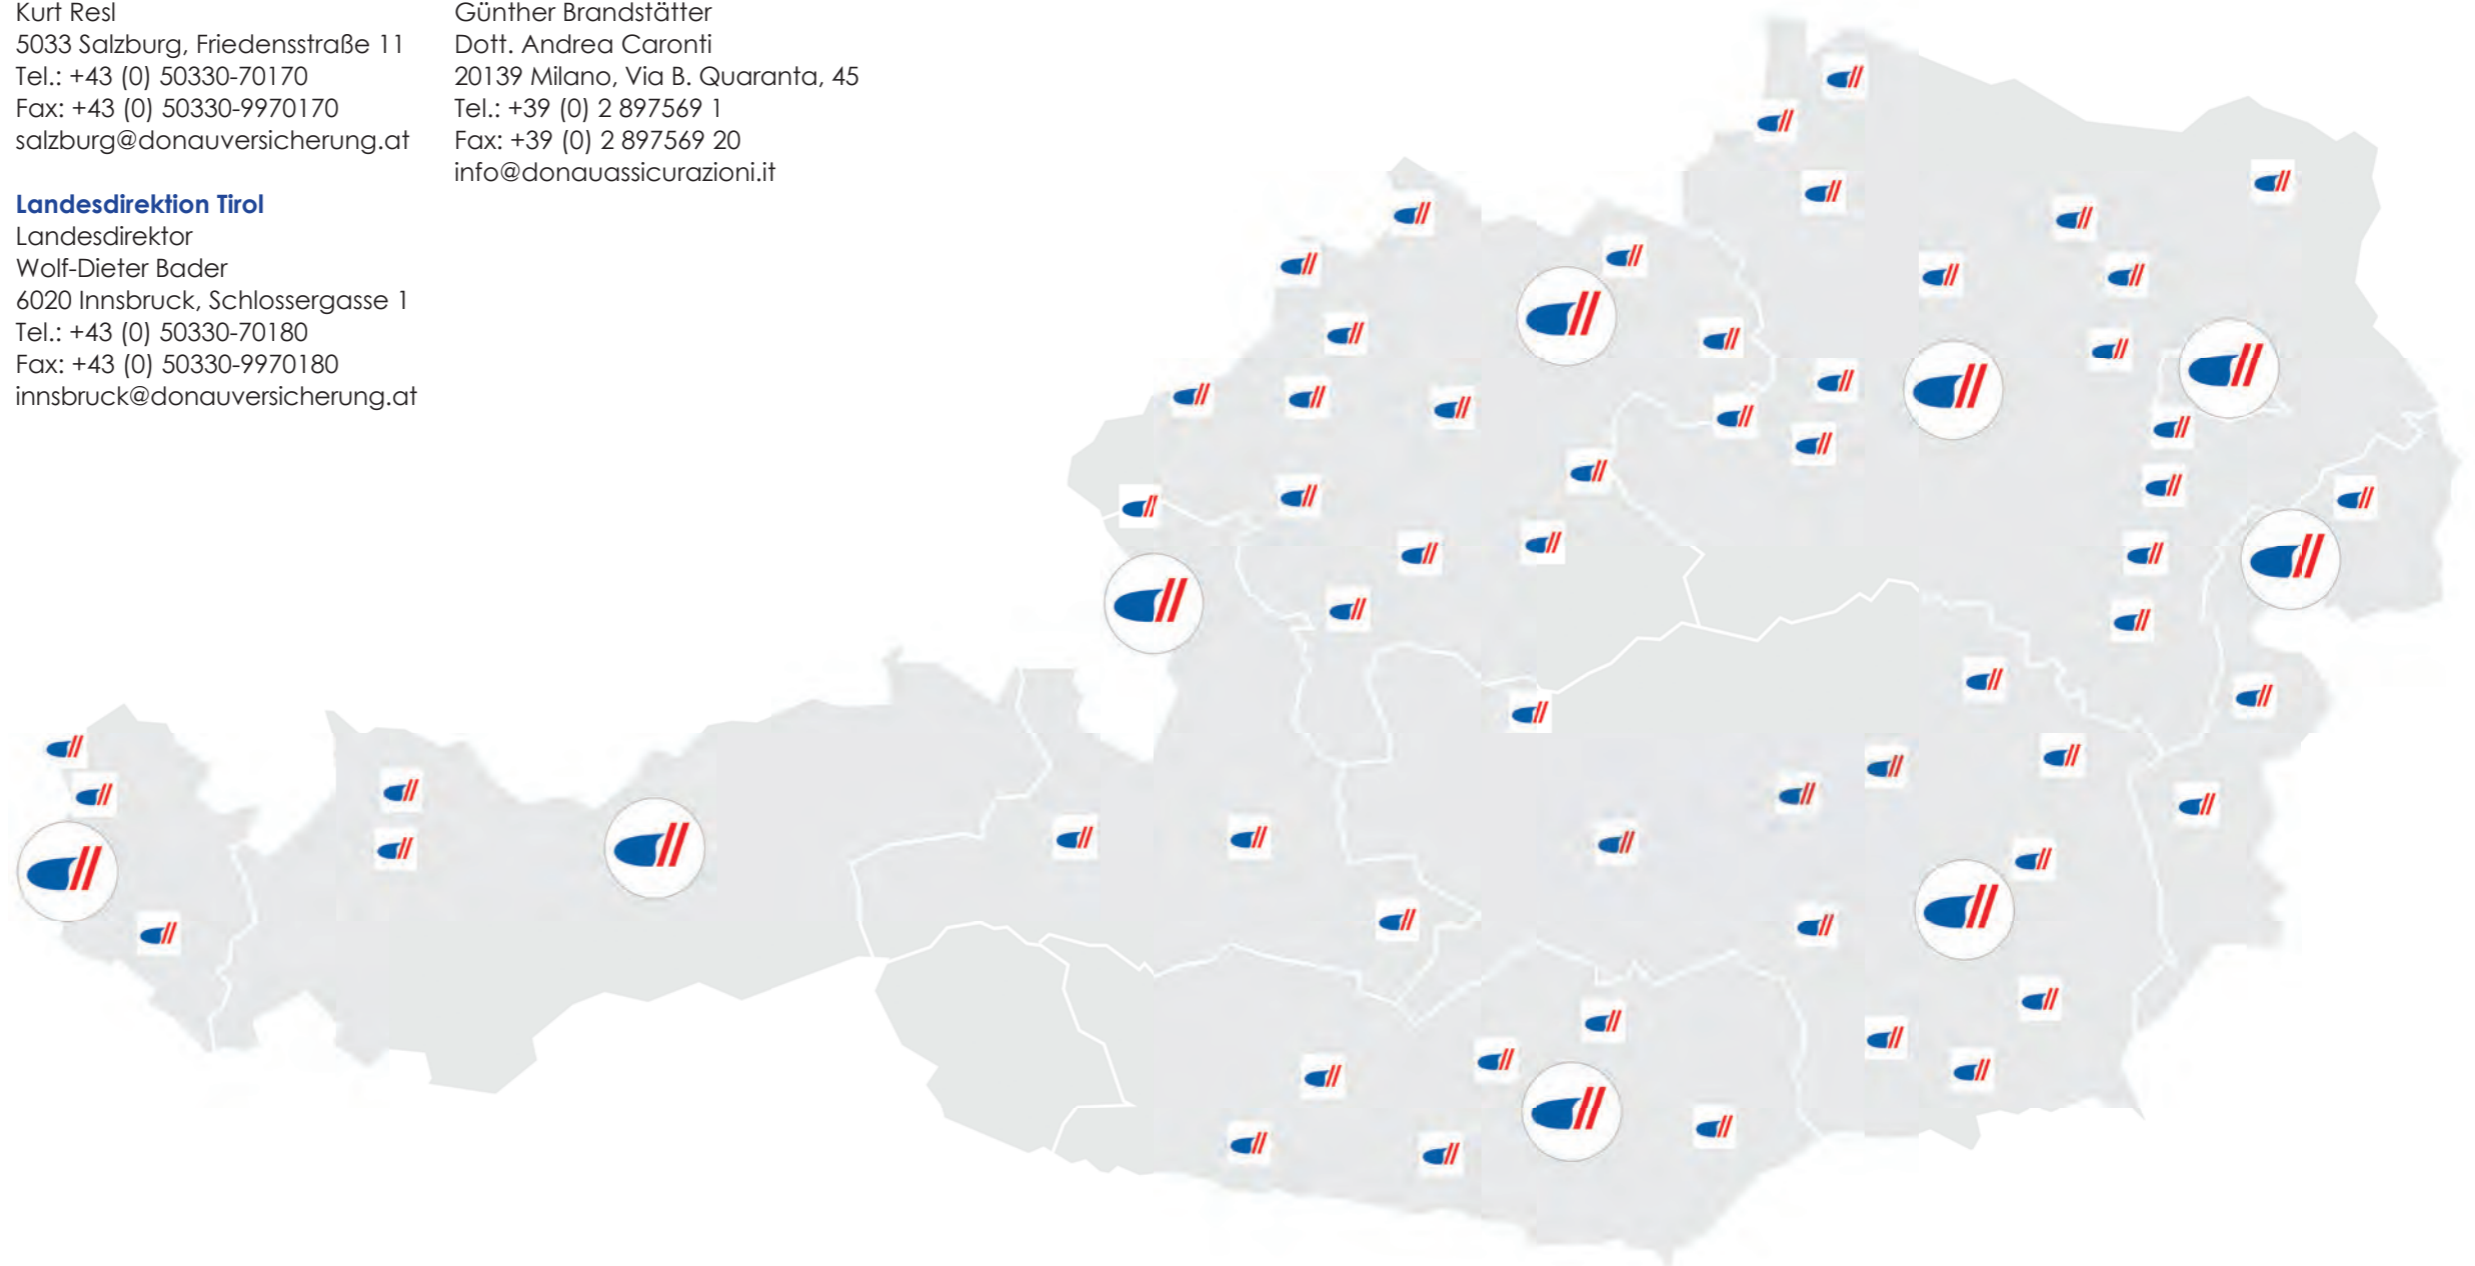 Kurt Resl
5033 Salzburg, Friedensstraße 11
Tel.: +43 (0) 50330-70170
Fax: +43 (0) 50330-9970170
salzburg@donauversicherung.at
Landesdirektion Tirol
Landesdirektor
Wolf-Dieter Bader
6020 Innsbruck, Schlossergasse 1
Tel.: +43 (0) 50330-70180
Fax: +43 (0) 50330-9970180
innsbruck@donauversicherung.at
Günther Brandstätter
Dott. Andrea Caronti
20139 Milano, Via B. Quaranta, 45
Tel.: +39 (0) 2 897569 1
Fax: +39 (0) 2 897569 20
info@donauassicurazioni.it